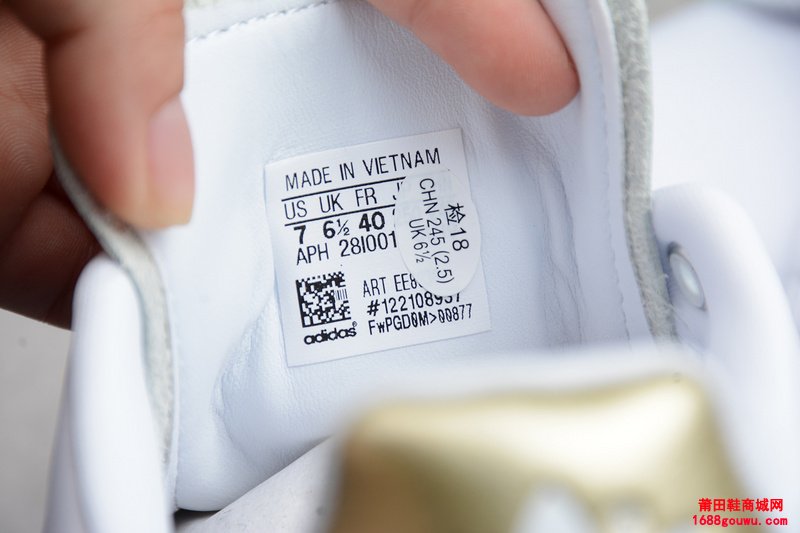 MADE IN VIETNAM
US UK FR
7 6½ 40
APH 28I001
ART EE8
#122108937
FwPGD0M>00877
adidas
检18
CHN 245 (2.5)
UK 6½
莆田鞋商城网
1688gouwu.com